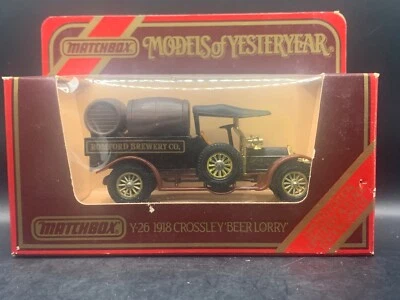 MATCHBOX
MODELS of YESTERYEAR®
ROMFORD BREWERY CO.
MATCHBOX
Y-26 1918 CROSSLEY 'BEER LORRY'